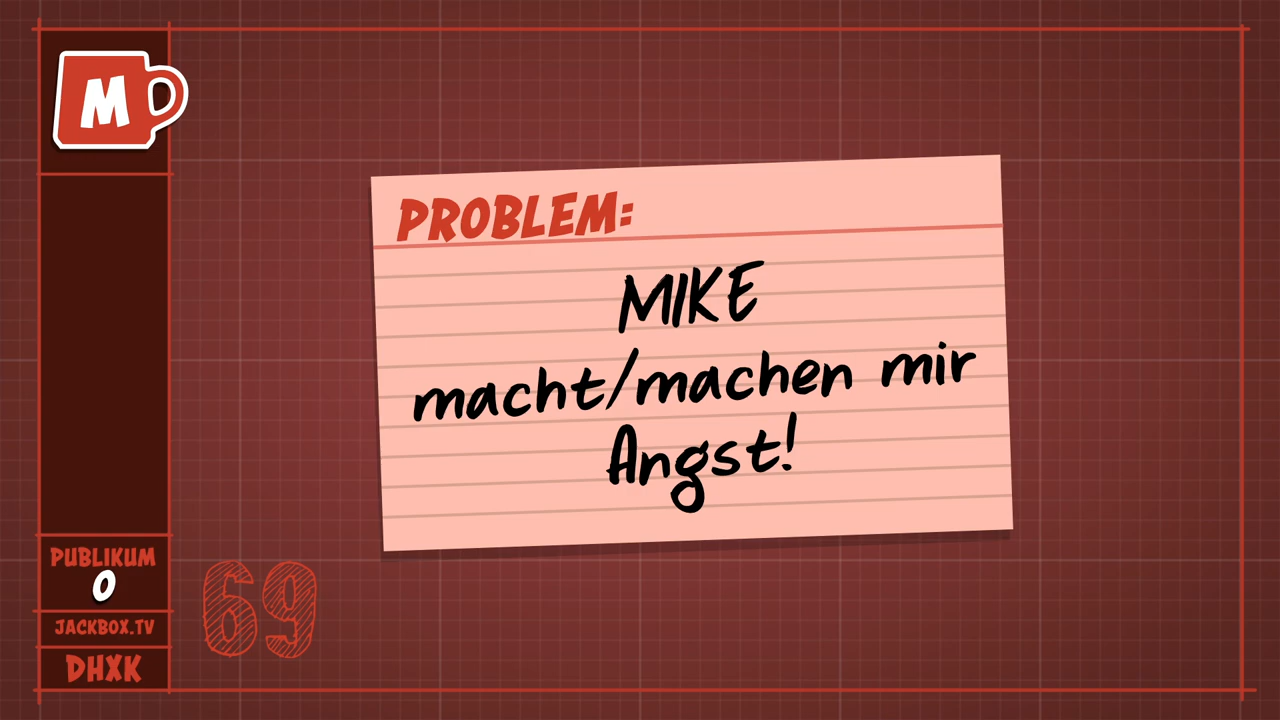 M
PROBLEM:
MIKE
macht/machen mir
Angst!
PUBLIKUM
0
JACKBOX.TV
DHXK
69